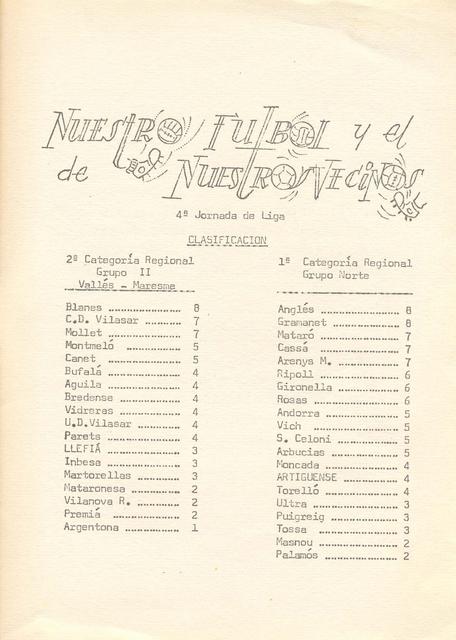 NUESTRO FUTBOL y el
de NUESTROS VECINOS
4ª Jornada de Liga
CLASIFICACION
2ª Categoría Regional
Grupo II
Vallés - Maresme
Blanes .................. 8
C.D. Vilasar ......... 7
Mollet .................. 7
Montmeló ............... 5
Canet .................. 5
Bufalá .................. 4
Aguila .................. 4
Bredense ............... 4
Vidreras ............... 4
U.D.Vilasar ......... 4
Parets .................. 4
LLEFIÁ .................. 3
Inbesa .................. 3
Martorellas ......... 3
Mataronesa ............ 2
Vilanova R. ......... 2
Premiá .................. 2
Argentona ............ 1
1ª Categoría Regional
Grupo Norte
Anglés .................. 8
Gramanet ............... 8
Mataró .................. 7
Cassá .................. 7
Arenys M. ............ 7
Ripoll .................. 6
Gironella ............ 6
Rosas .................. 6
Andorra ............... 5
Vich .................. 5
S. Celoni ............ 5
Arbucias ............... 5
Moncada ............... 4
ARTIGUENSE ............ 4
Torelló ............... 4
Ultra .................. 3
Puigreig ............... 3
Tossa .................. 3
Masnou .................. 2
Palamós ............... 2